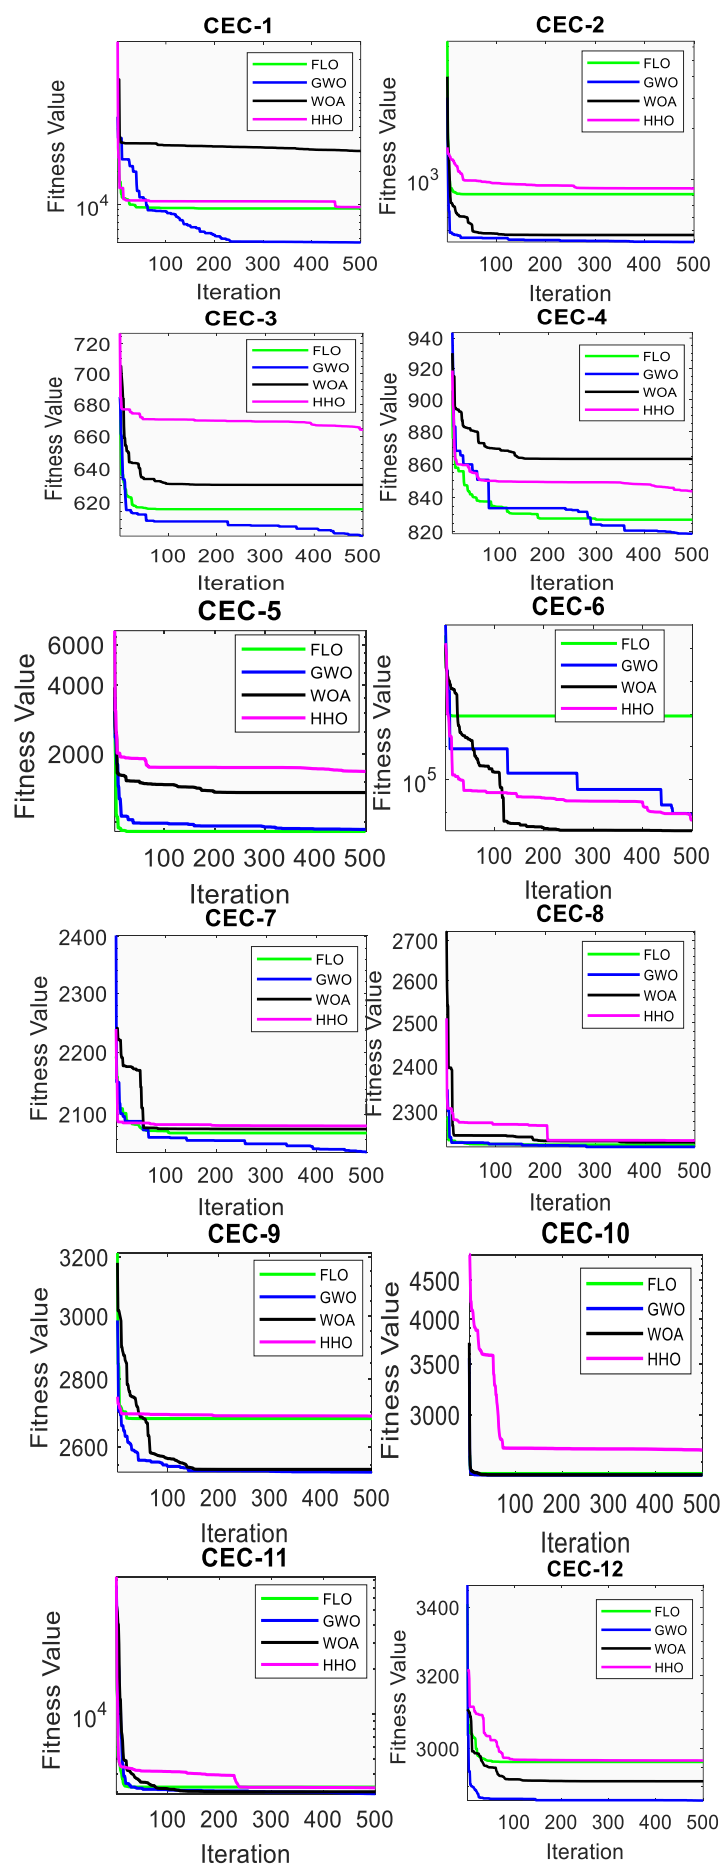 CEC-1
Fitness Value
10^4
FLO
GWO
WOA
HHO
100 200 300 400 500
Iteration
CEC-2
Fitness Value
10^3
FLO
GWO
WOA
HHO
100 200 300 400 500
Iteration
CEC-3
Fitness Value
720
700
680
660
640
620
FLO
GWO
WOA
HHO
100 200 300 400 500
Iteration
CEC-4
Fitness Value
940
920
900
880
860
840
820
FLO
GWO
WOA
HHO
100 200 300 400 500
Iteration
CEC-5
Fitness Value
6000
4000
2000
FLO
GWO
WOA
HHO
100 200 300 400 500
Iteration
CEC-6
Fitness Value
10^5
FLO
GWO
WOA
HHO
100 200 300 400 500
Iteration
CEC-7
Fitness Value
2400
2300
2200
2100
FLO
GWO
WOA
HHO
100 200 300 400 500
Iteration
CEC-8
Fitness Value
2700
2600
2500
2400
2300
FLO
GWO
WOA
HHO
100 200 300 400 500
Iteration
CEC-9
Fitness Value
3200
3000
2800
2600
FLO
GWO
WOA
HHO
100 200 300 400 500
Iteration
CEC-10
Fitness Value
4500
4000
3500
3000
FLO
GWO
WOA
HHO
100 200 300 400 500
Iteration
CEC-11
Fitness Value
10^4
FLO
GWO
WOA
HHO
100 200 300 400 500
Iteration
CEC-12
Fitness Value
3400
3200
3000
FLO
GWO
WOA
HHO
100 200 300 400 500
Iteration